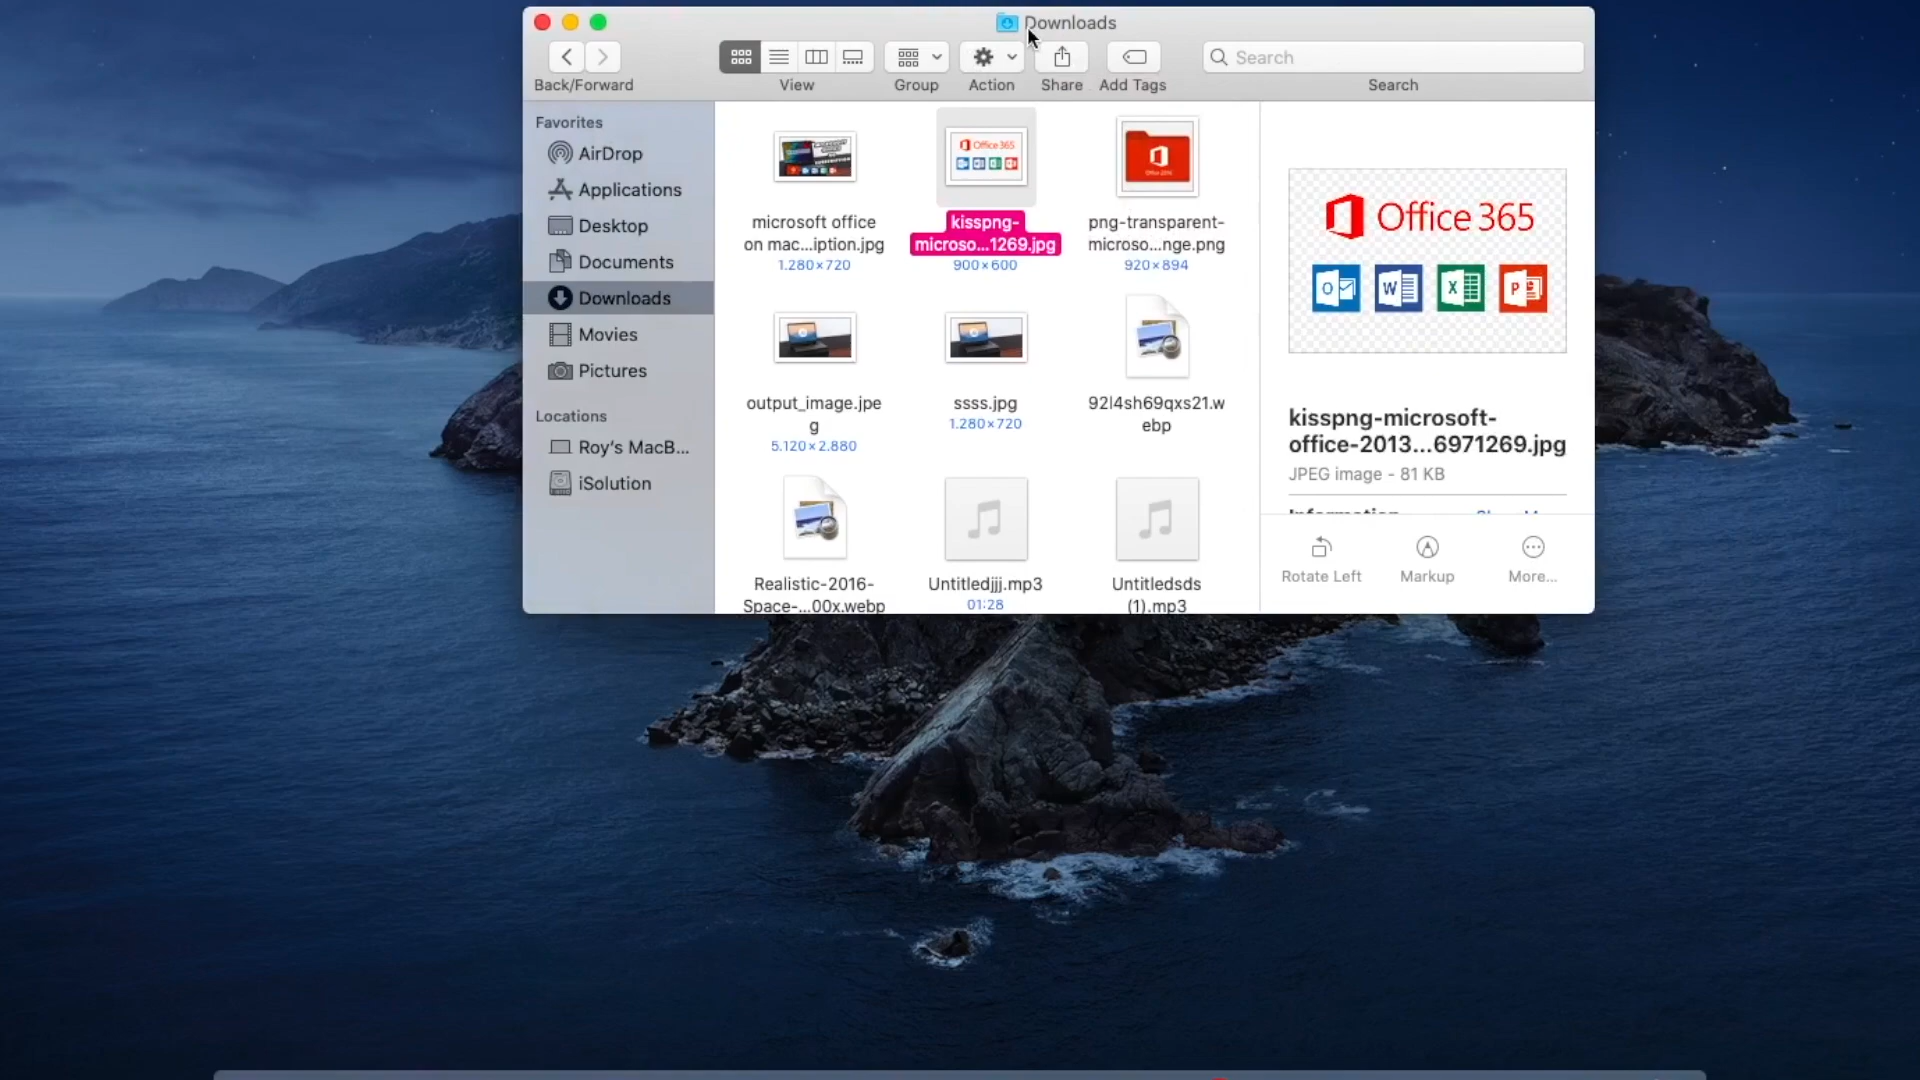 Downloads
Search
Back/Forward
View
Group
Action
Share
Add Tags
Search
Favorites
AirDrop
Applications
Desktop
Documents
Downloads
Movies
Pictures
Locations
Roy's MacB...
iSolution
Office 365
microsoft office
on mac...iption.jpg
1.280×720
kisspng-
microso...1269.jpg
900×600
png-transparent-
microso...nge.png
920×894
output_image.jpe
g
5.120×2.880
ssss.jpg
1.280×720
92l4sh69qxs21.w
ebp
Realistic-2016-
Space-...00x.webp
Untitledjjj.mp3
01:28
Untitledsds
(1).mp3
Office 365
O
W
X
P
kisspng-microsoft-
office-2013...6971269.jpg
JPEG image - 81 KB
Rotate Left
Markup
More...